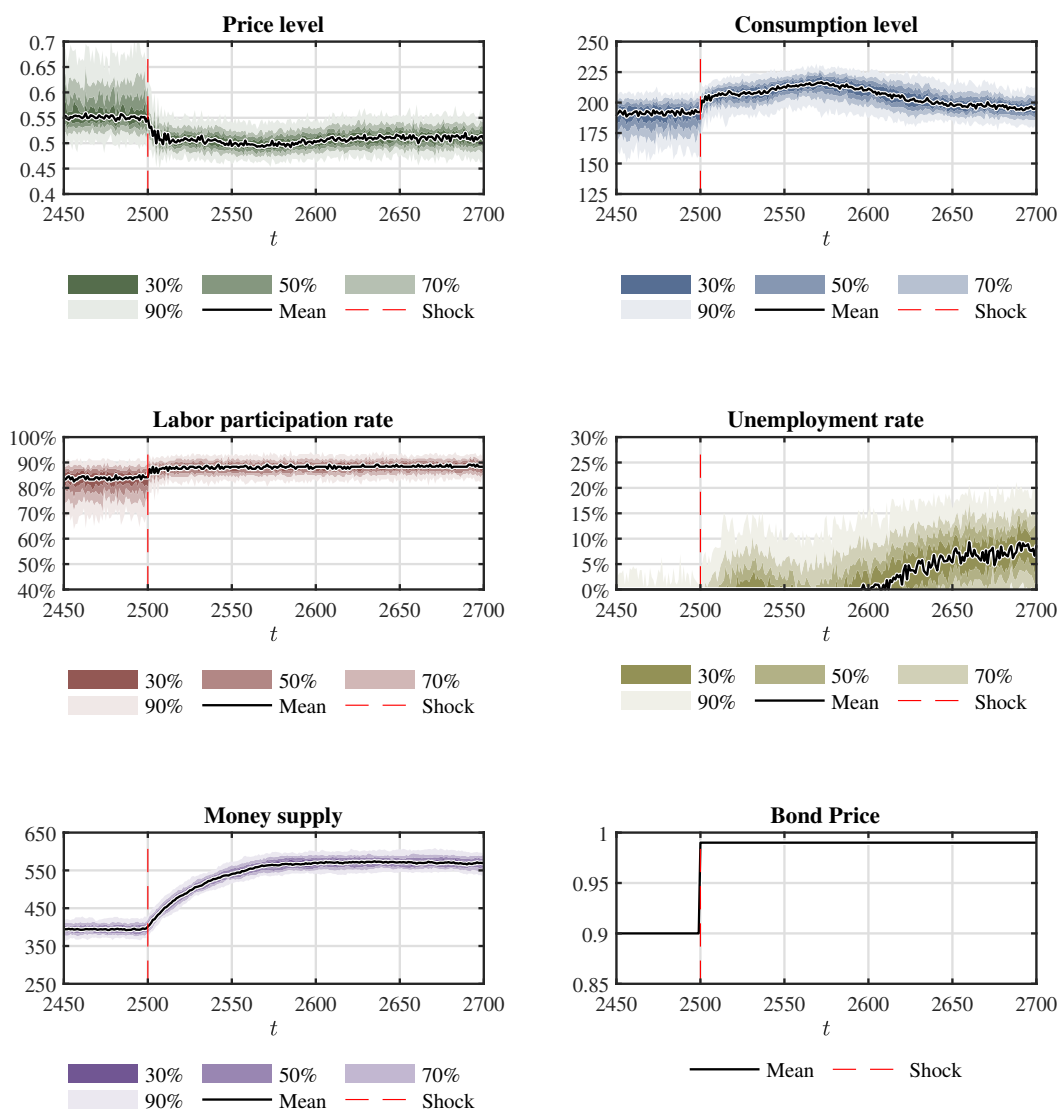 Price level
0.7
0.65
0.6
0.55
0.5
0.45
0.4
2450 2500 2550 2600 2650 2700
t
30% 50% 70%
90% Mean Shock
Consumption level
250
225
200
175
150
125
2450 2500 2550 2600 2650 2700
t
30% 50% 70%
90% Mean Shock
Labor participation rate
100%
90%
80%
70%
60%
50%
40%
2450 2500 2550 2600 2650 2700
t
30% 50% 70%
90% Mean Shock
Unemployment rate
30%
25%
20%
15%
10%
5%
0%
2450 2500 2550 2600 2650 2700
t
30% 50% 70%
90% Mean Shock
Money supply
650
550
450
350
250
2450 2500 2550 2600 2650 2700
t
30% 50% 70%
90% Mean Shock
Bond Price
1
0.95
0.9
0.85
2450 2500 2550 2600 2650 2700
t
Mean Shock